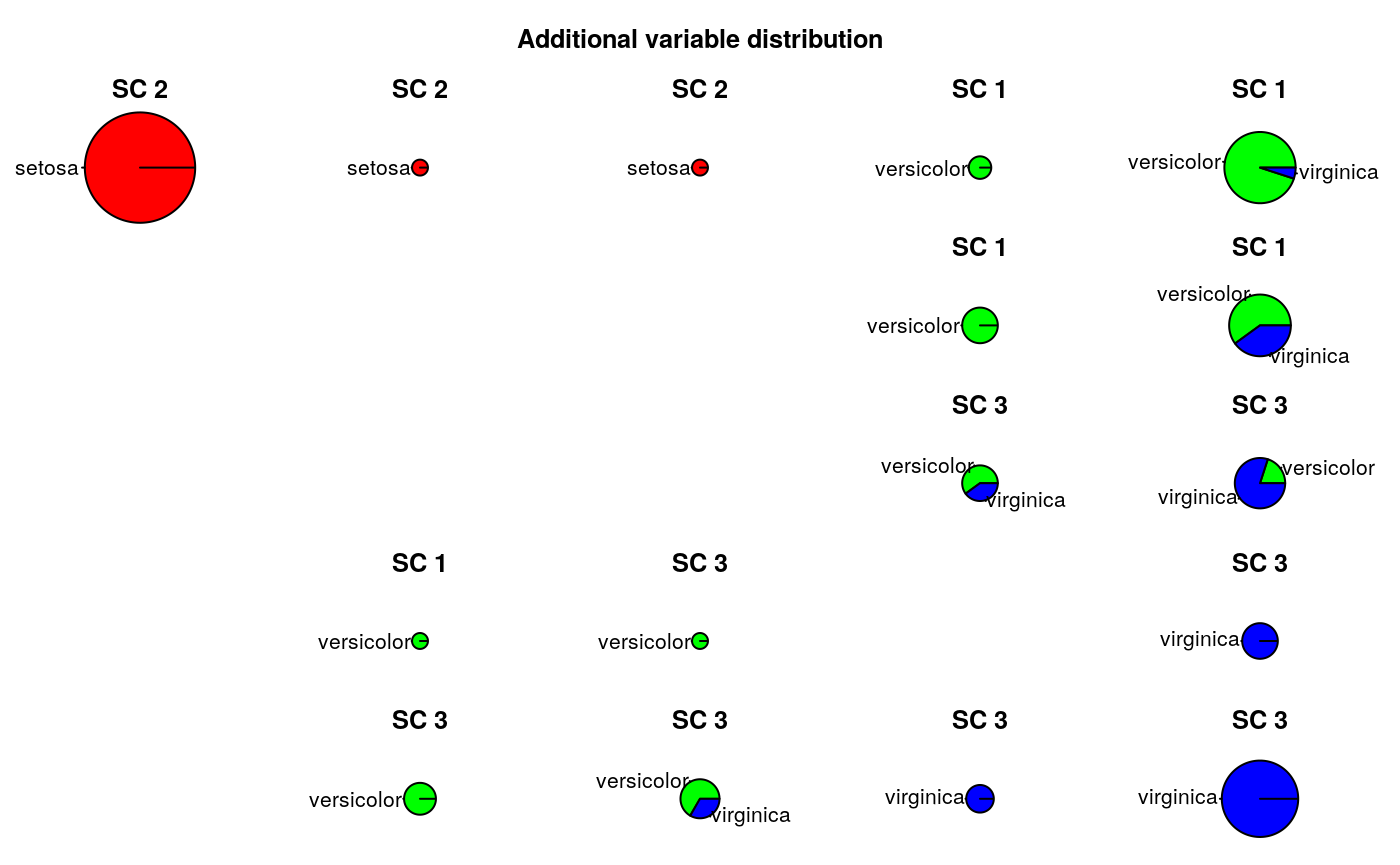 Additional variable distribution
SC 2 SC 2 SC 2 SC 1 SC 1
setosa setosa setosa versicolor versicolor virginica
SC 1 SC 1
versicolor versicolor virginica
SC 3 SC 3
versicolor virginica versicolor virginica
SC 1 SC 3 SC 3
versicolor versicolor virginica
SC 3 SC 3 SC 3 SC 3
versicolor versicolor virginica virginica virginica